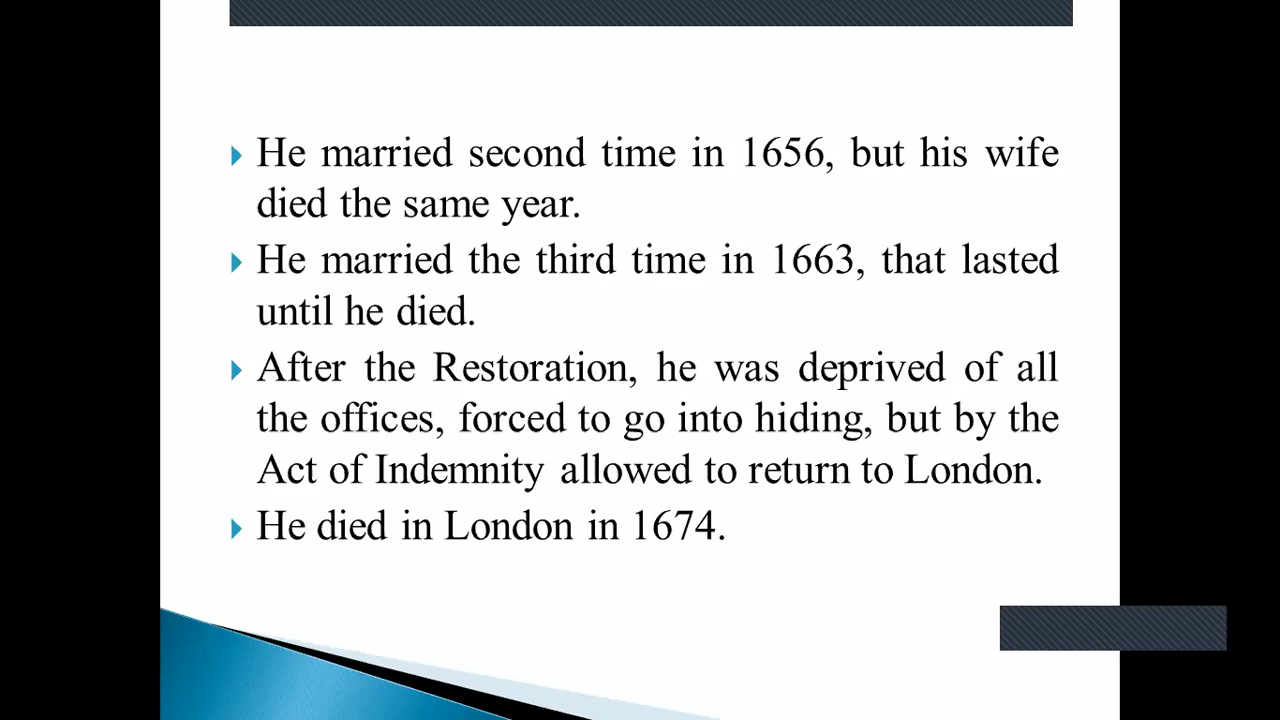 He married second time in 1656, but his wife
died the same year.
He married the third time in 1663, that lasted
until he died.
After the Restoration, he was deprived of all
the offices, forced to go into hiding, but by the
Act of Indemnity allowed to return to London.
He died in London in 1674.